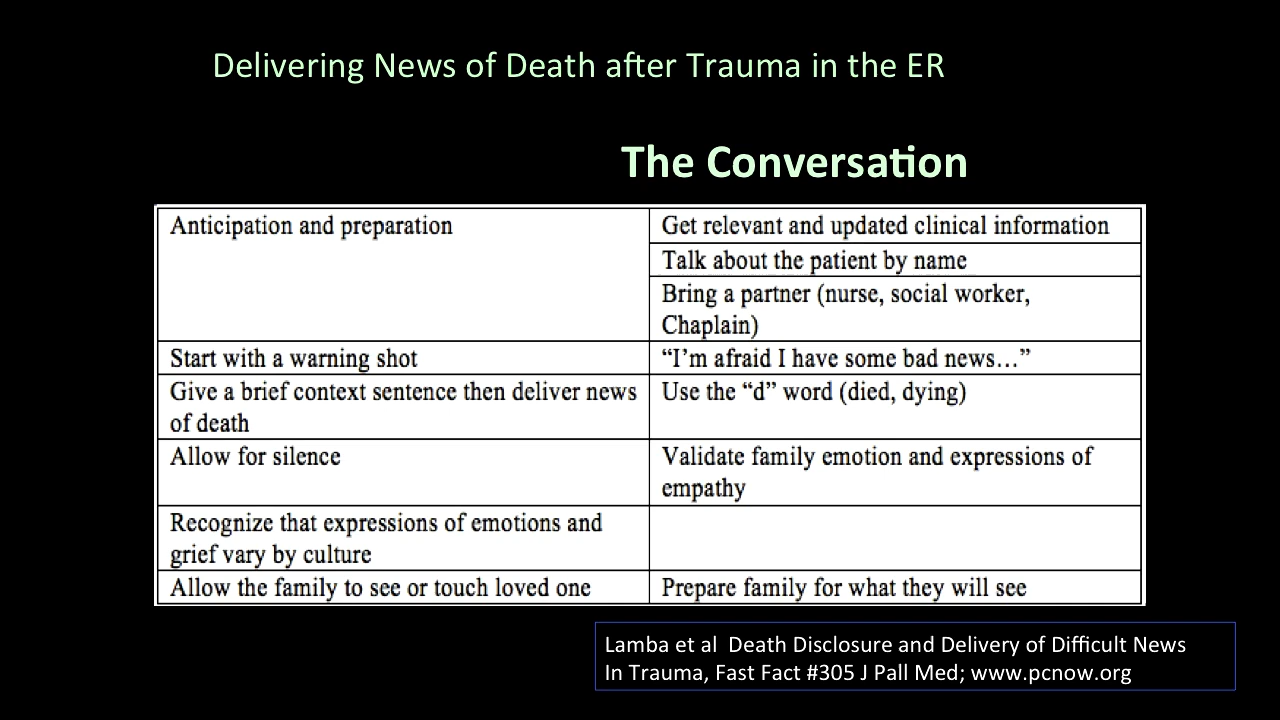 Delivering News of Death after Trauma in the ER
The Conversation
Anticipation and preparation
Get relevant and updated clinical information
Talk about the patient by name
Bring a partner (nurse, social worker,
Chaplain)
Start with a warning shot
“I’m afraid I have some bad news…”
Give a brief context sentence then deliver news
of death
Use the “d” word (died, dying)
Allow for silence
Validate family emotion and expressions of
empathy
Recognize that expressions of emotions and
grief vary by culture
Allow the family to see or touch loved one
Prepare family for what they will see
Lamba et al  Death Disclosure and Delivery of Difficult News
In Trauma, Fast Fact #305 J Pall Med; www.pcnow.org